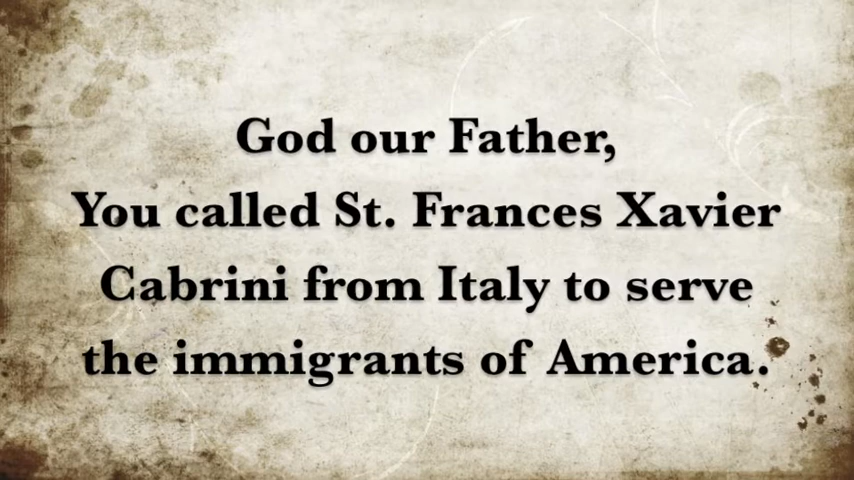 God our Father,
You called St. Frances Xavier
Cabrini from Italy to serve
the immigrants of America.